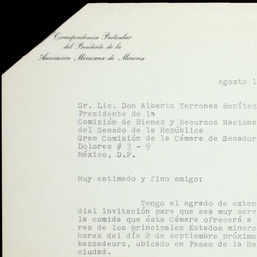 Correspondencia Particular
del Presidente de la
Asociación Mexicana de Minería
agosto 1
Sr. Lic. Don Alberto Terrones Benítez
Presidente de la
Comisión de Bienes y Recursos Nacional
del Senado de la República
Gran Comisión de la Cámara de Senador
Dolores # 3 - 9
México, D.F.
Muy estimado y fino amigo:
Tengo el agrado de exten
dial invitación para que sea muy serv
la comida que ésta Cámara ofrecerá a
res de los principales Estados minero
horas del día 2 de septiembre próximo
bascadeurs, ubicado en Paseo de la Re
ciudad.